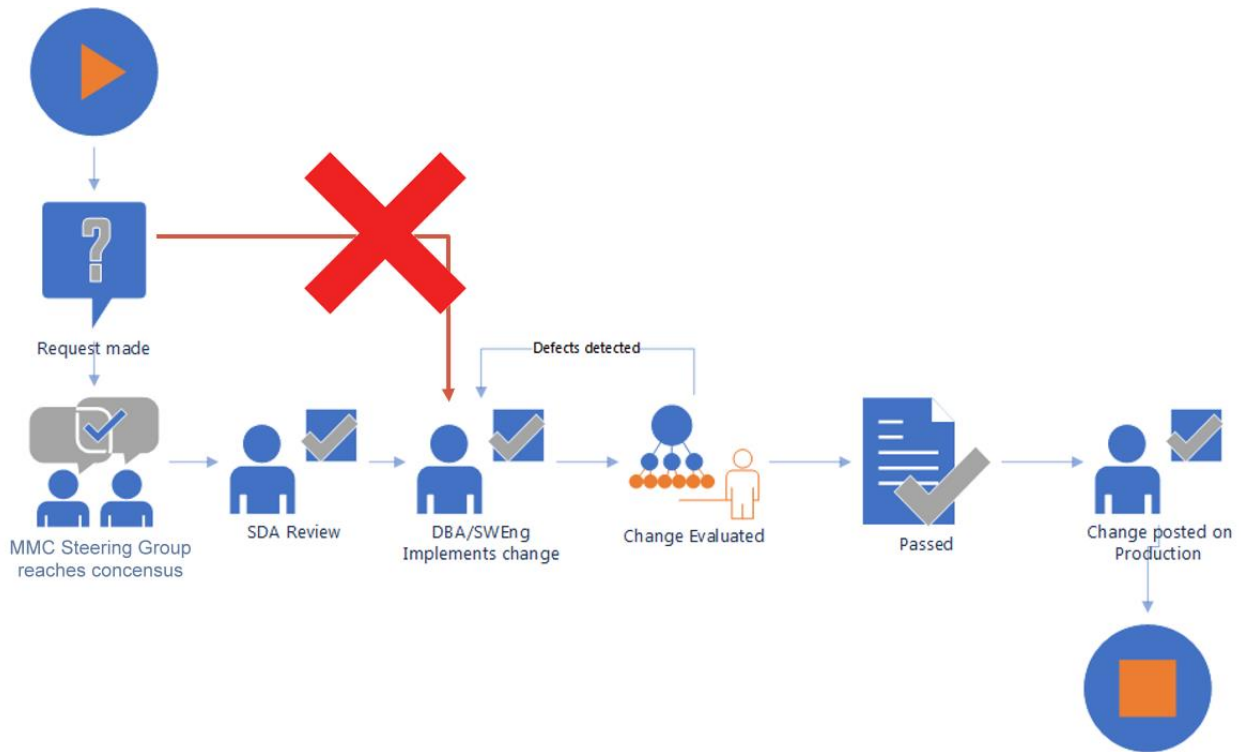 ?
Request made
Defects detected
MMC Steering Group
reaches concensus
SDA Review
DBA/SWEng
Implements change
Change Evaluated
Passed
Change posted on
Production